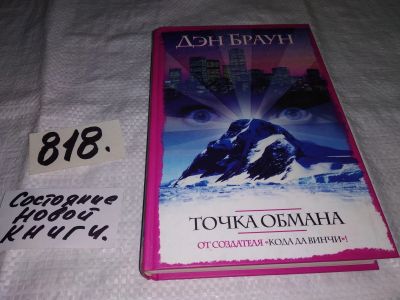 ДЭН БРАУН
818.
Состояние
новой
книги.
ТОЧКА ОБМАНА
ОТ СОЗДАТЕЛЯ «КОДА ДА ВИНЧИ»!